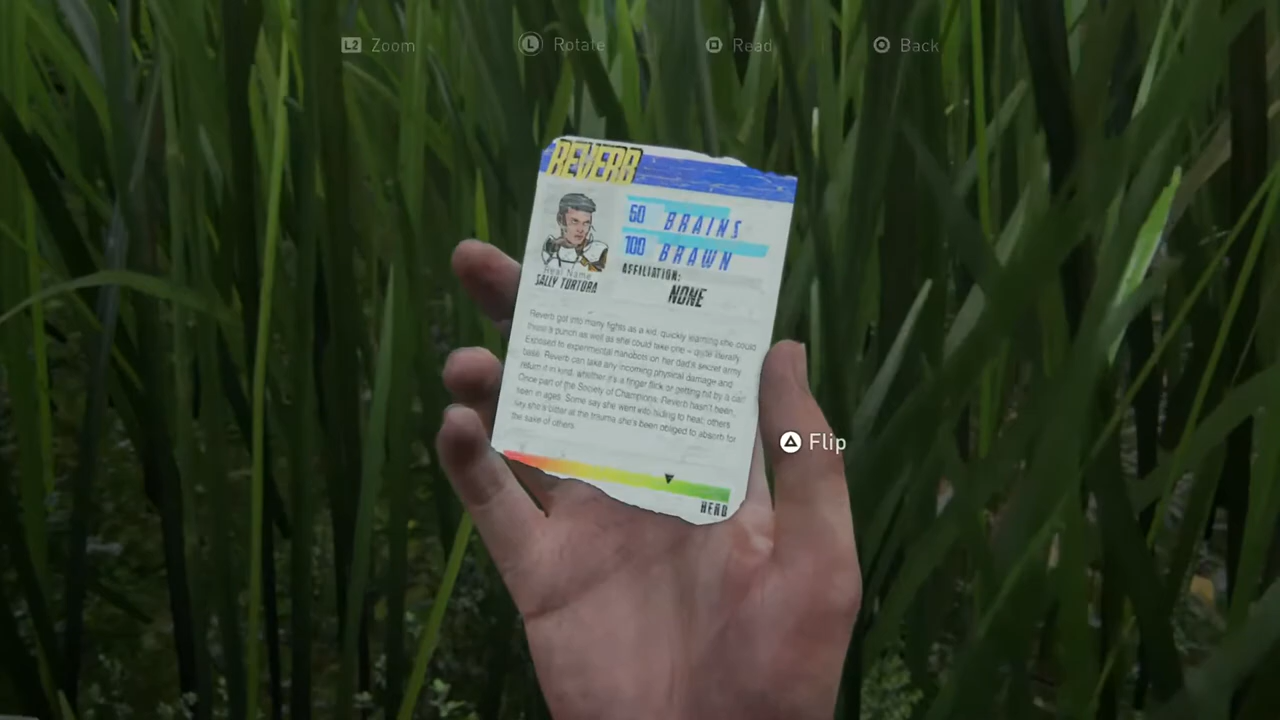 L2 Zoom
L Rotate
Read
Back
REVERB
60 BRAINS
100 BRAWN
AFFILIATION:
NONE
Real Name
SALLY TORTORA
Reverb got into many fights as a kid, quickly learning she could
throw a punch as well as she could take one – quite literally.
Exposed to experimental nanobots on her dad's secret army
base, Reverb can take any incoming physical damage and
return it in kind, whether it's a finger flick or getting hit by a car!
Once part of the Society of Champions, Reverb hasn't been
seen in ages. Some say she went into hiding to heal; others
say she's bitter at the trauma she's been obliged to absorb for
the sake of others.
Flip
HERO